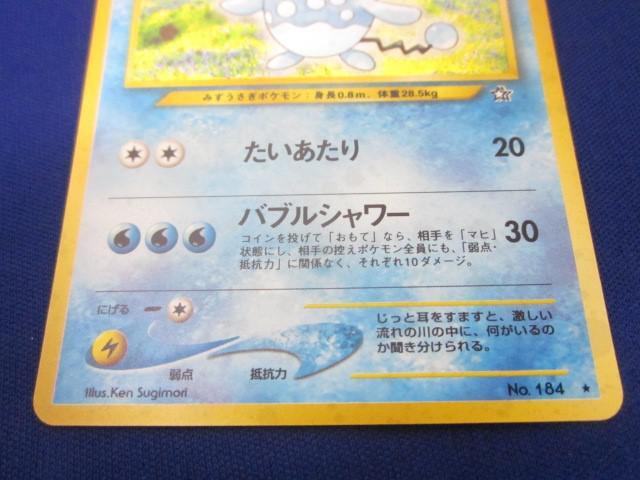 みずうさぎポケモン：身長0.8m、体重28.5kg
たいあたり 20
バブルシャワー 30
コインを投げて「おもて」なら、相手を「マヒ」
状態にし、相手の控えポケモン全員にも、「弱点・
抵抗力」に関係なく、それぞれ10ダメージ。
にげる
じっと耳をすますと、激しい
流れの川の中に、何がいるの
か聞き分けられる。
弱点 抵抗力
Illus.Ken Sugimori
No. 184 ★